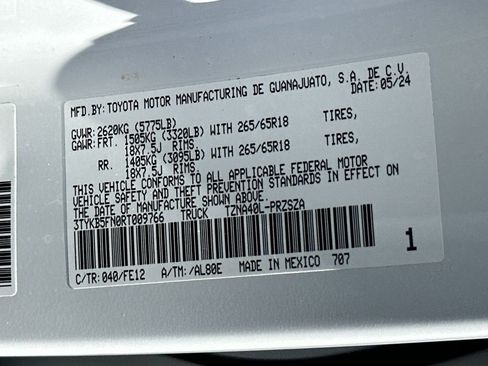 MFD.BY:TOYOTA MOTOR MANUFACTURING DE GUANAJUATO, S.A. DE C.V.
DATE:05/24
GVWR:2620KG (5775LB)
GAWR:FRT. 1505KG (3320LB) WITH 265/65R18 TIRES,
18X7.5J RIMS.
RR. 1405KG (3095LB) WITH 265/65R18 TIRES,
18X7.5J RIMS.
THIS VEHICLE CONFORMS TO ALL APPLICABLE FEDERAL MOTOR
VEHICLE SAFETY AND THEFT PREVENTION STANDARDS IN EFFECT ON
THE DATE OF MANUFACTURE SHOWN ABOVE.
3TYKB5FN0RT009766 TRUCK TZNA40L-PRZSZA
1
C/TR:040/FE12 A/TM:/AL80E MADE IN MEXICO 707